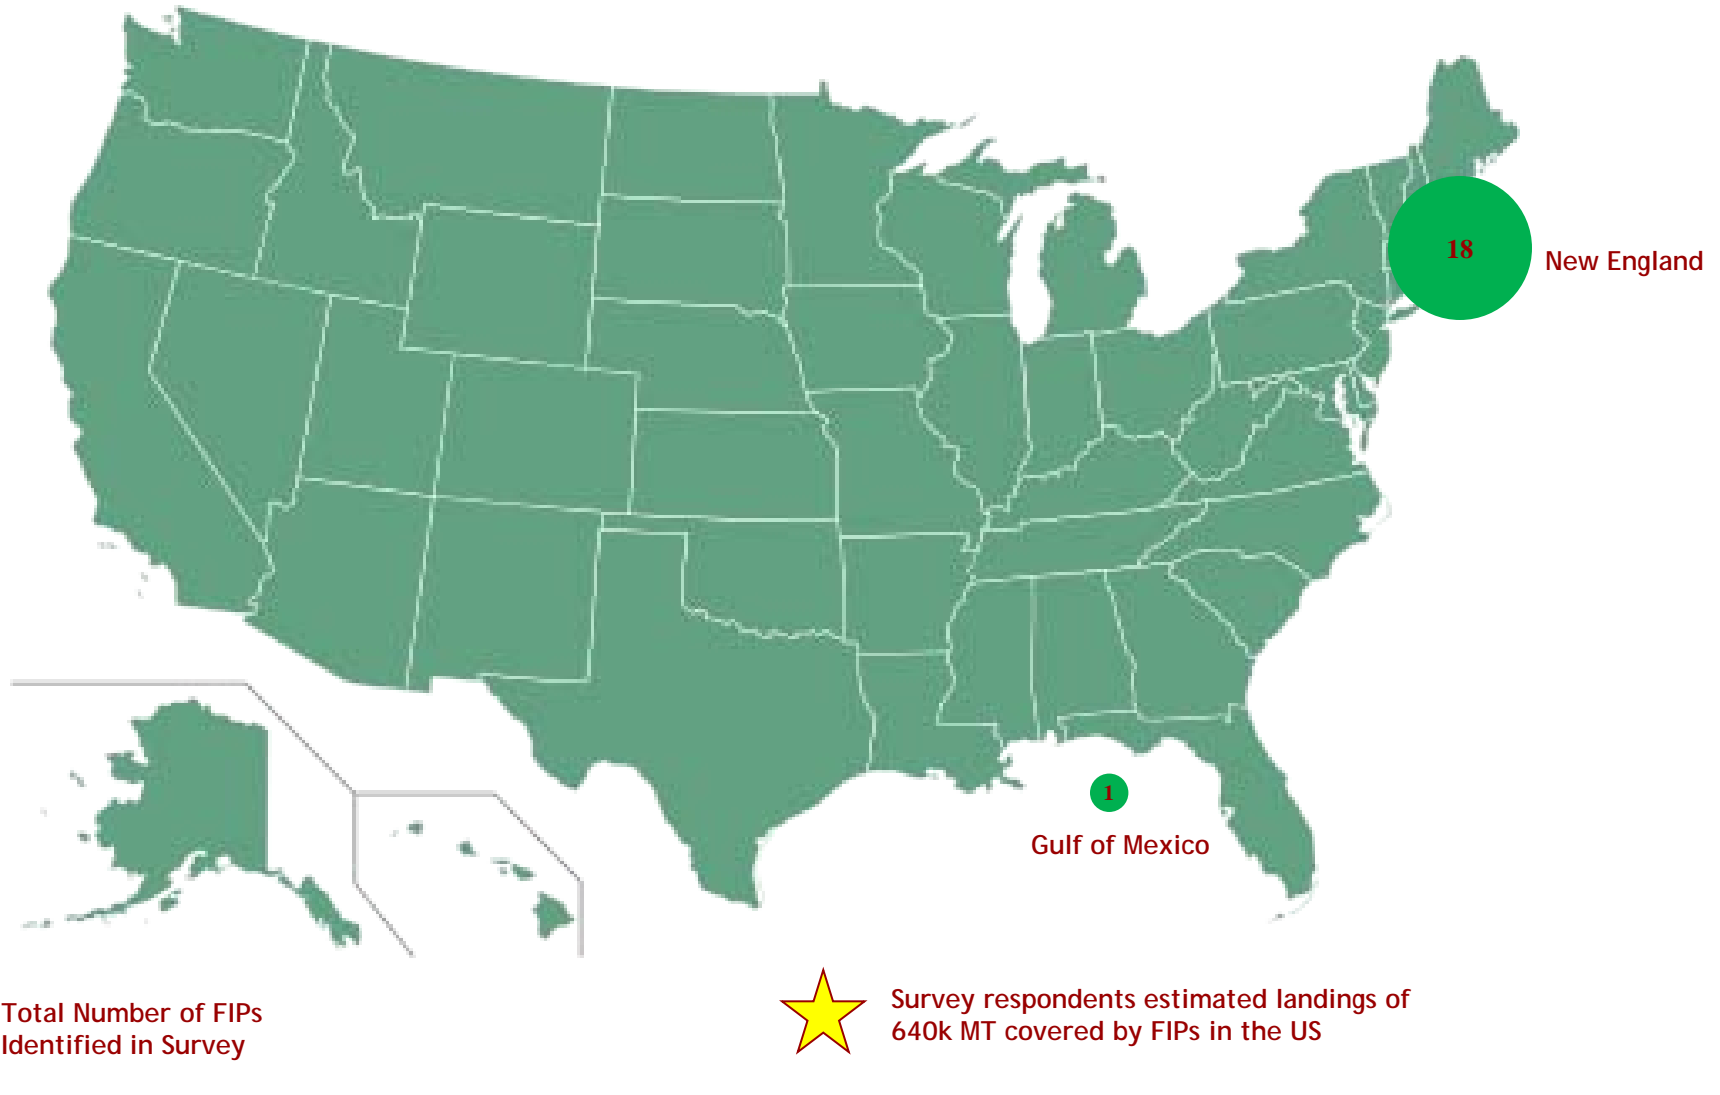 18
New England
1
Gulf of Mexico
Total Number of FIPs
Identified in Survey
Survey respondents estimated landings of
640k MT covered by FIPs in the US